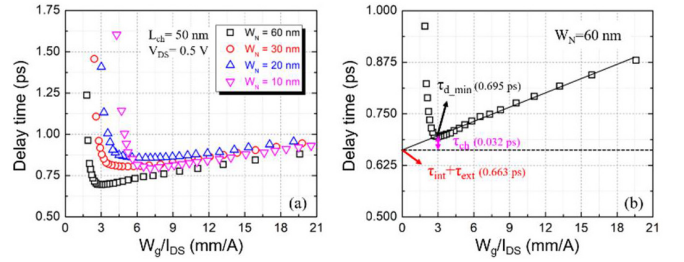 1.75
1.50
1.25
1.00
0.75
0.50
Delay time (ps)
L_ch= 50 nm
V_DS= 0.5 V
W_N = 60 nm
W_N = 30 nm
W_N = 20 nm
W_N = 10 nm
(a)
0 3 6 9 12 15 18 21
W_g/I_DS (mm/A)
1.000
0.875
0.750
0.625
0.500
Delay time (ps)
W_N=60 nm
τ_d_min (0.695 ps)
τ_ch (0.032 ps)
τ_int+τ_ext (0.663 ps)
(b)
0 3 6 9 12 15 18 21
W_g/I_DS (mm/A)